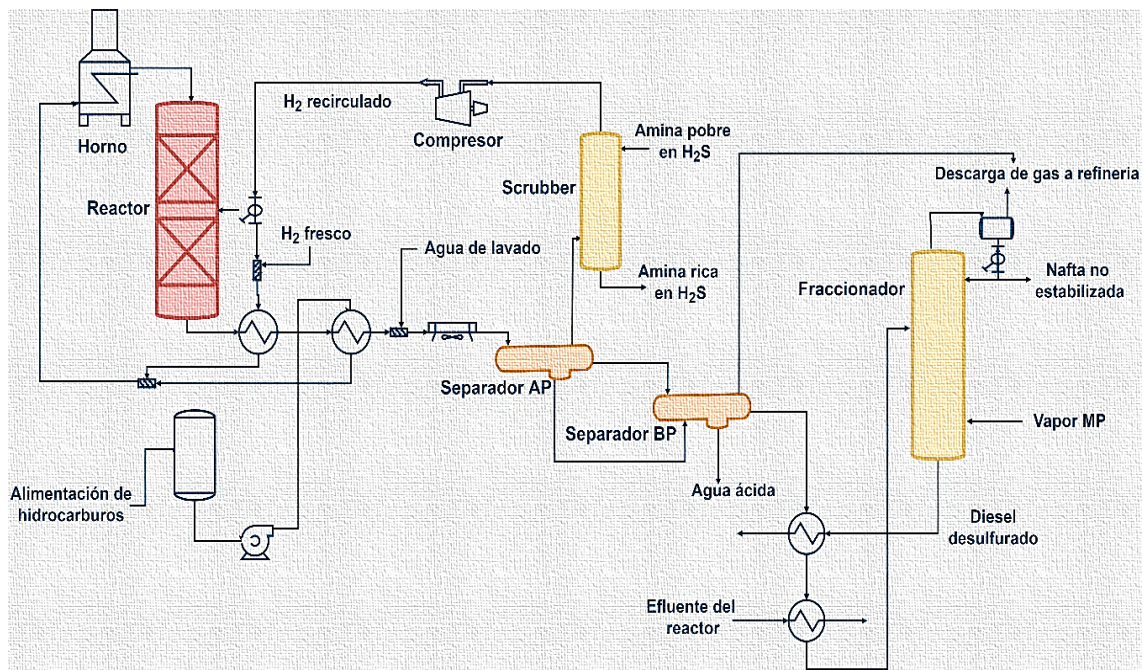 H2 recirculado
Compresor
Horno
Amina pobre
en H2S
Scrubber
Descarga de gas a refineria
Reactor
H2 fresco
Agua de lavado
Amina rica
en H2S
Fraccionador
Nafta no
estabilizada
Separador AP
Separador BP
Vapor MP
Agua ácida
Alimentación de
hidrocarburos
Diesel
desulfurado
Efluente del
reactor